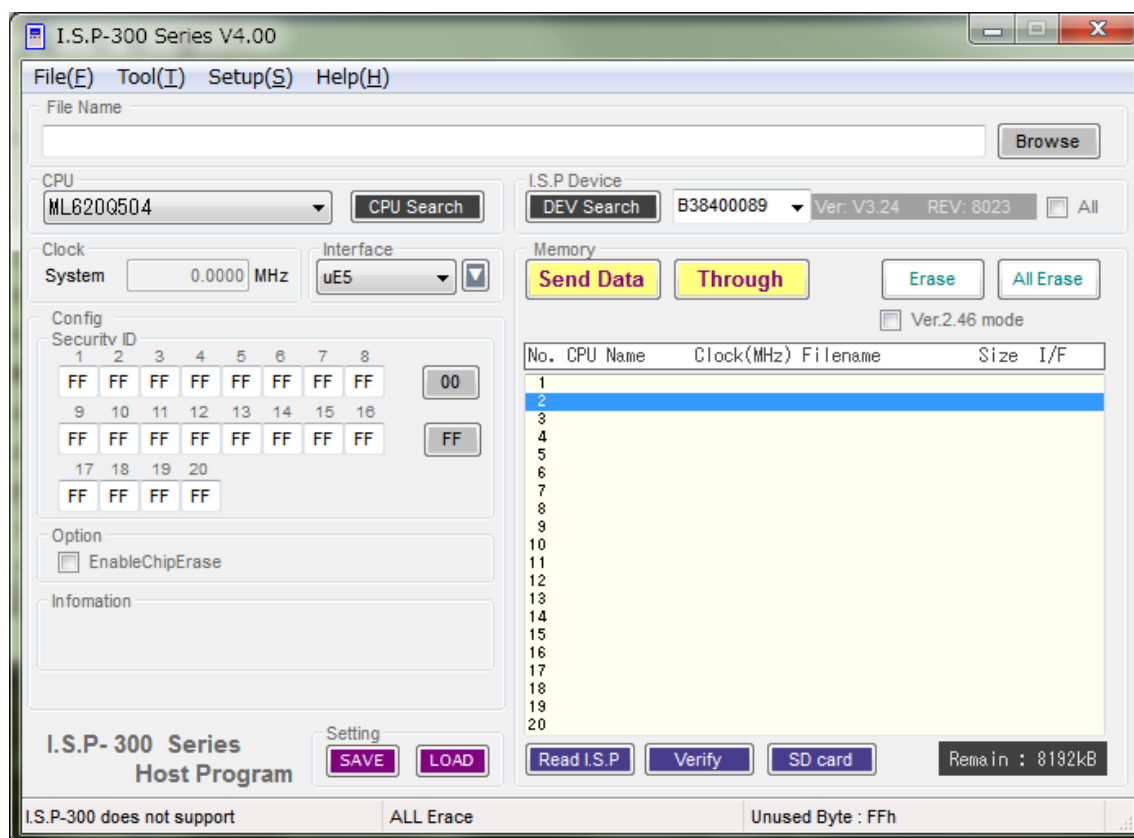 I.S.P-300 Series V4.00
File(F) Tool(T) Setup(S) Help(H)
File Name
Browse
CPU
ML620Q504
CPU Search
I.S.P Device
DEV Search
B38400089
Ver: V3.24 REV: 8023
All
Clock
System 0.0000 MHz
Interface
uE5
Memory
Send Data
Through
Erase
All Erase
Ver.2.46 mode
Config
Security ID
1 2 3 4 5 6 7 8
FF FF FF FF FF FF FF FF
00
9 10 11 12 13 14 15 16
FF FF FF FF FF FF FF FF
FF
17 18 19 20
FF FF FF FF
Option
EnableChipErase
Infomation
No. CPU Name Clock(MHz) Filename Size I/F
1
2
3
4
5
6
7
8
9
10
11
12
13
14
15
16
17
18
19
20
I.S.P- 300 Series
Host Program
Setting
SAVE
LOAD
Read I.S.P
Verify
SD card
Remain : 8192kB
I.S.P-300 does not support
ALL Erace
Unused Byte : FFh